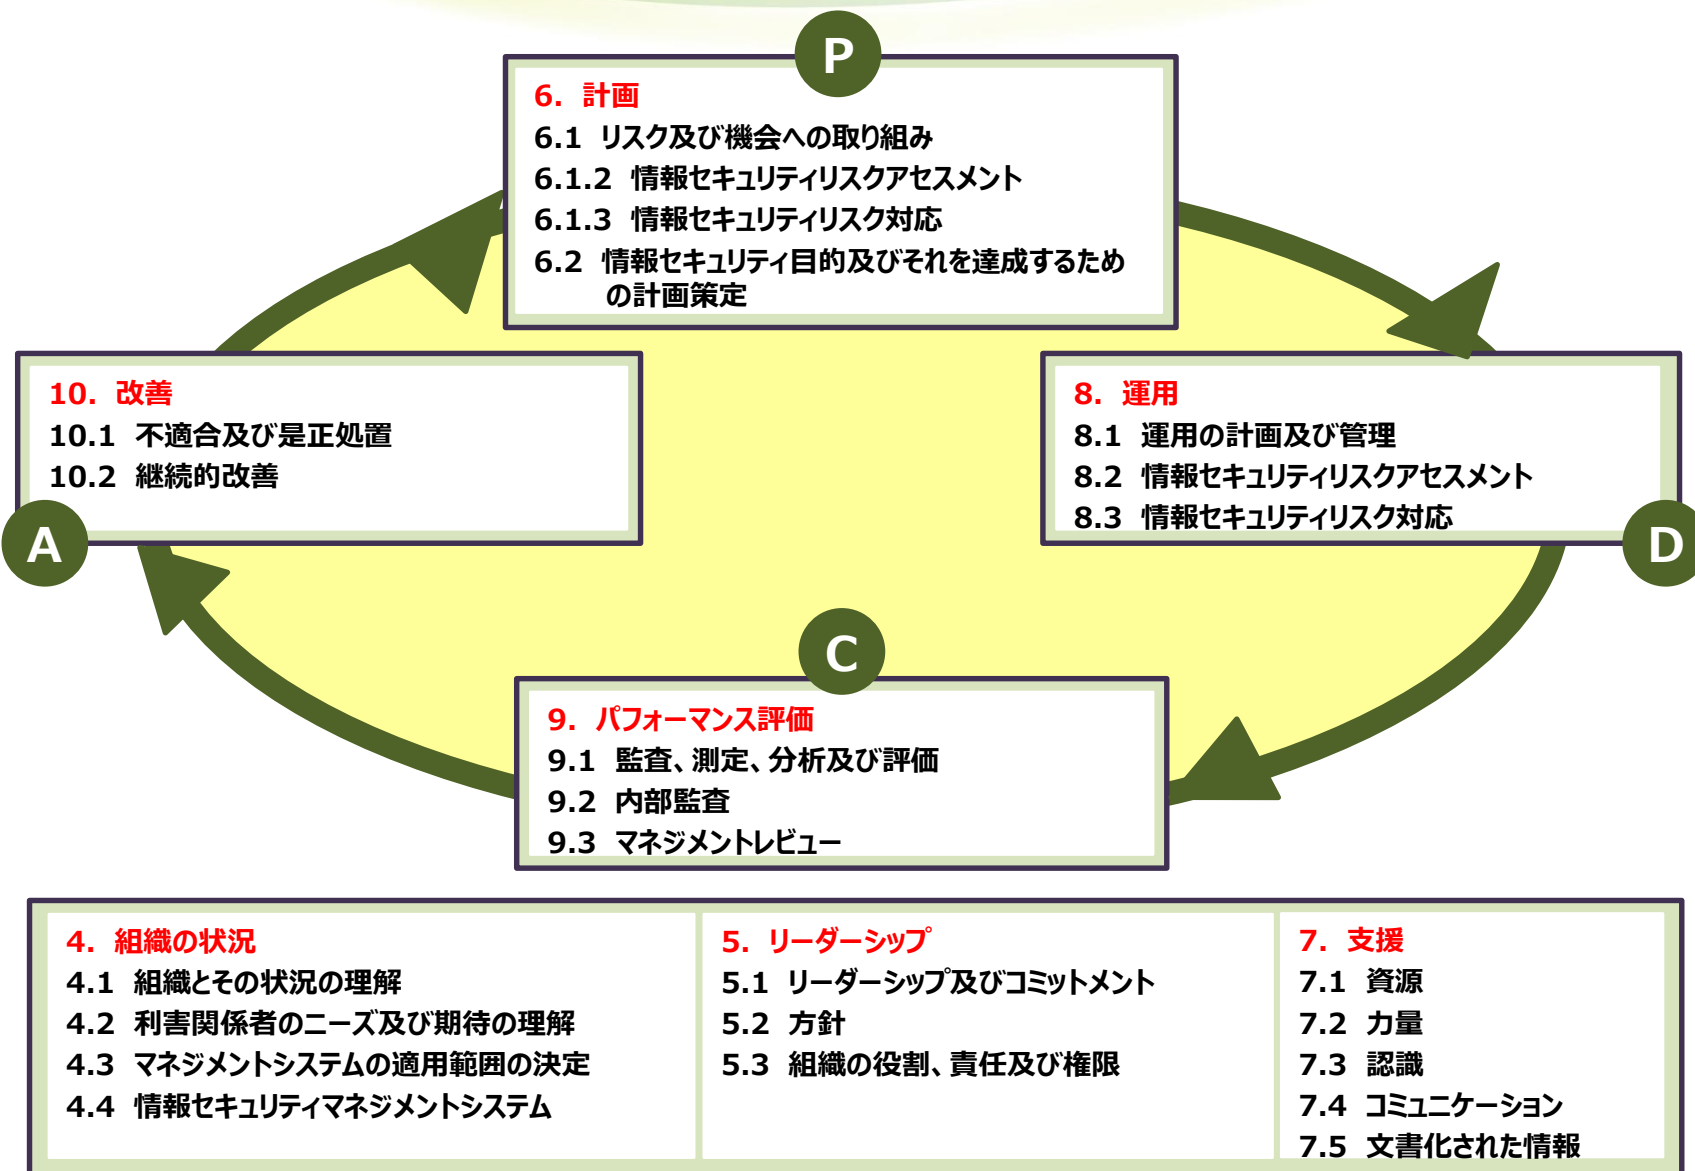 P
6. 計画
6.1 リスク及び機会への取り組み
6.1.2 情報セキュリティリスクアセスメント
6.1.3 情報セキュリティリスク対応
6.2 情報セキュリティ目的及びそれを達成するため
の計画策定
10. 改善
10.1 不適合及び是正処置
10.2 継続的改善
A
8. 運用
8.1 運用の計画及び管理
8.2 情報セキュリティリスクアセスメント
8.3 情報セキュリティリスク対応
D
C
9. パフォーマンス評価
9.1 監査、測定、分析及び評価
9.2 内部監査
9.3 マネジメントレビュー
4. 組織の状況
4.1 組織とその状況の理解
4.2 利害関係者のニーズ及び期待の理解
4.3 マネジメントシステムの適用範囲の決定
4.4 情報セキュリティマネジメントシステム
5. リーダーシップ
5.1 リーダーシップ及びコミットメント
5.2 方針
5.3 組織の役割、責任及び権限
7. 支援
7.1 資源
7.2 力量
7.3 認識
7.4 コミュニケーション
7.5 文書化された情報